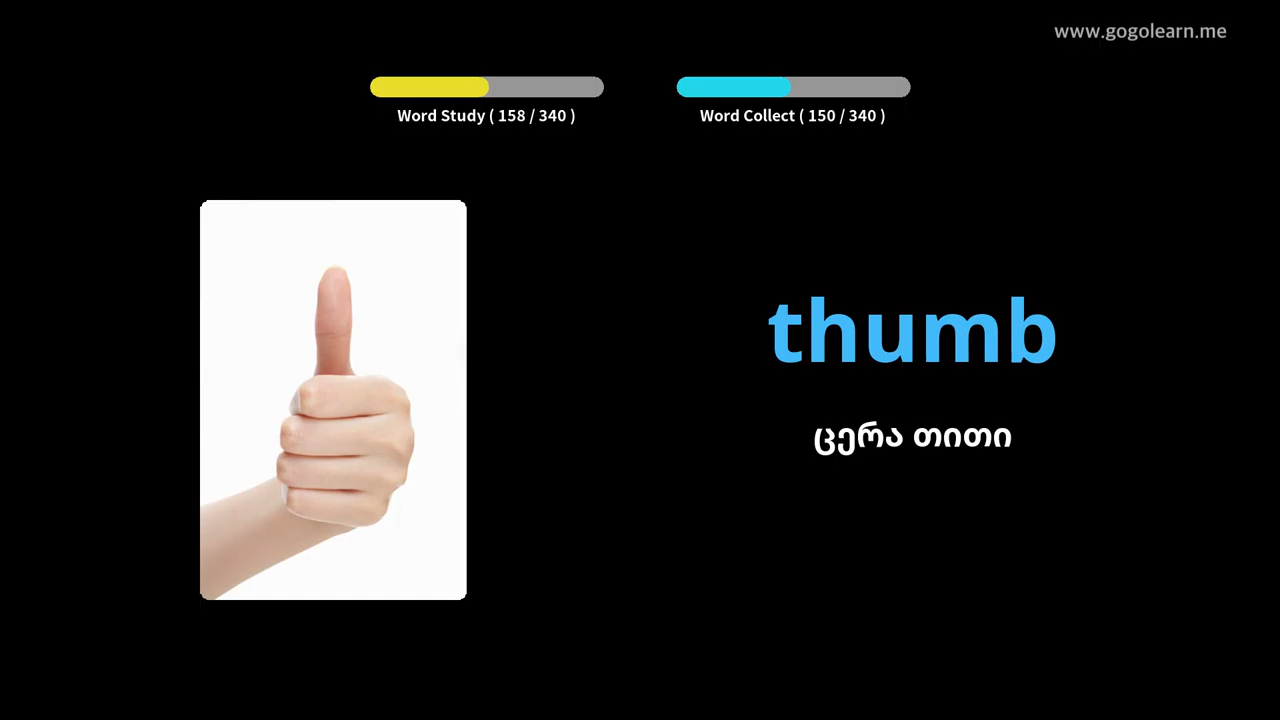 www.gogolearn.me
Word Study ( 158 / 340 )
Word Collect ( 150 / 340 )
thumb
ცერა თითი